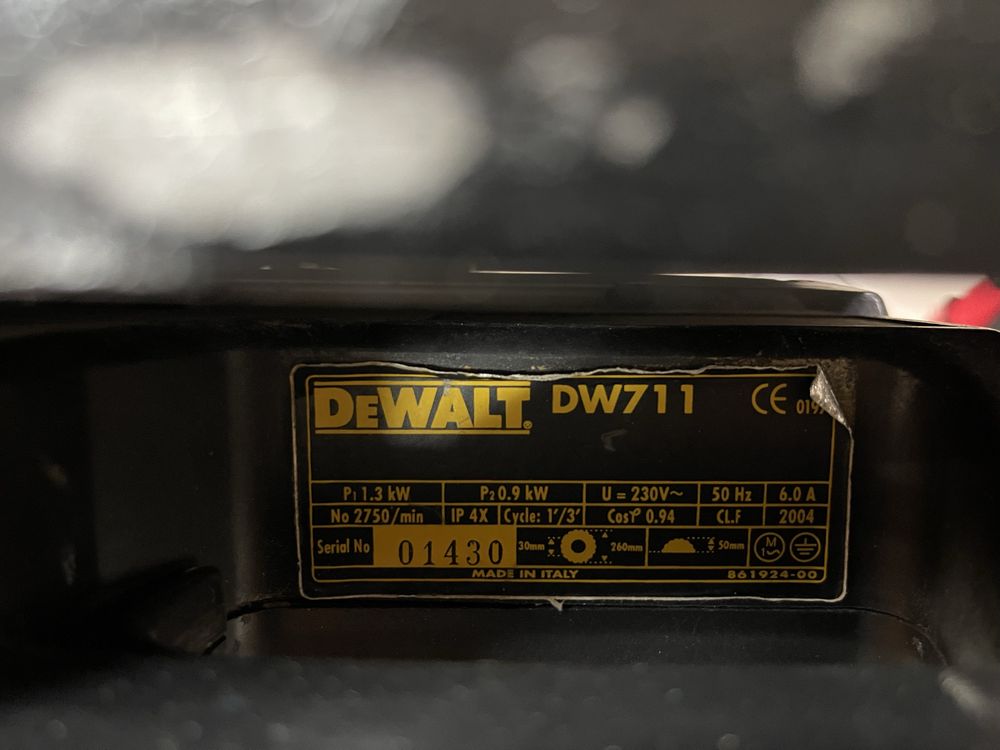 DEWALT® DW711 CE
P₁ 1.3 kW P₂ 0.9 kW U = 230V~ 50 Hz 6.0 A
No 2750/min IP 4X Cycle: 1'/3' Cosφ 0.94 CL.F 2004
Serial No 01430 30mm 260mm 50mm M 1~
MADE IN ITALY 861924-00